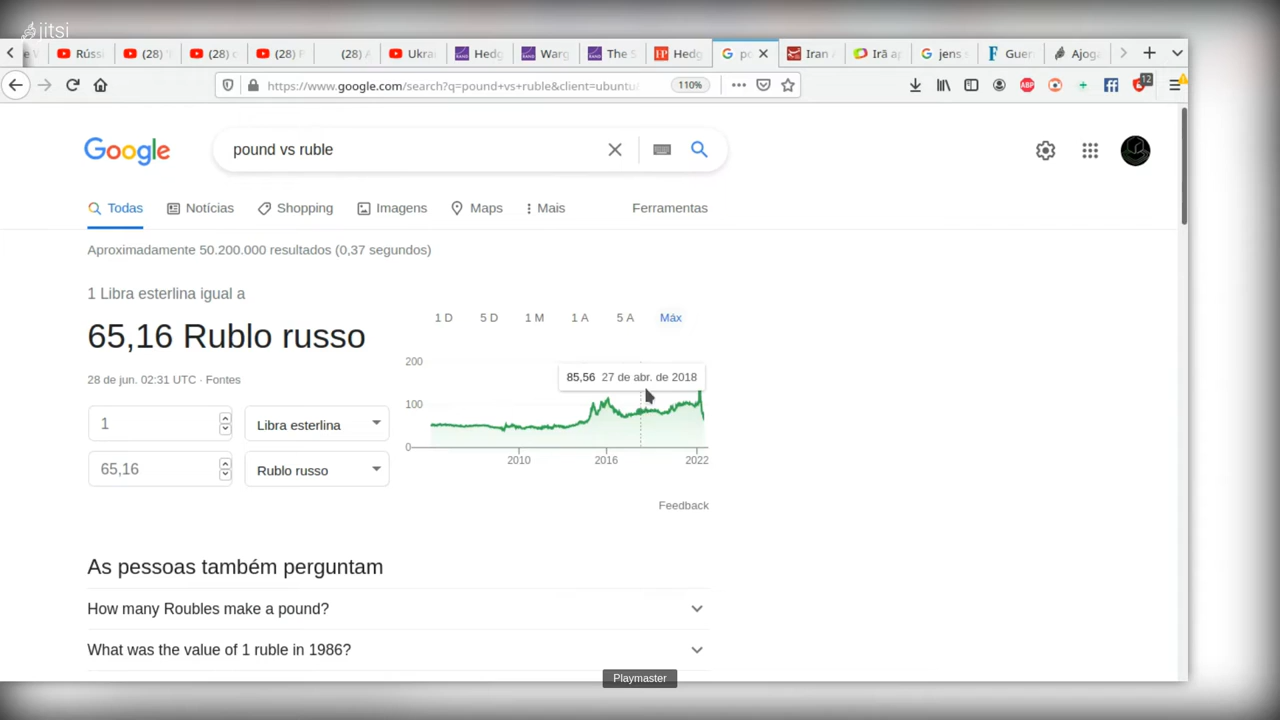 jitsi
Rússi
(28) "
(28) c
(28) P
(28) A
Ukrai
Hedg
Warg
The S
Hedg
po
Iran A
Irã ap
jens s
Guer
Ajoga
https://www.google.com/search?q=pound+vs+ruble&client=ubuntu
110%
ABP
12
Google
pound vs ruble
Todas
Notícias
Shopping
Imagens
Maps
Mais
Ferramentas
Aproximadamente 50.200.000 resultados (0,37 segundos)
1 Libra esterlina igual a
65,16 Rublo russo
28 de jun. 02:31 UTC · Fontes
1 D
5 D
1 M
1 A
5 A
Máx
200
85,56 27 de abr. de 2018
100
0
2010
2016
2022
1
Libra esterlina
65,16
Rublo russo
Feedback
As pessoas também perguntam
How many Roubles make a pound?
What was the value of 1 ruble in 1986?
Playmaster